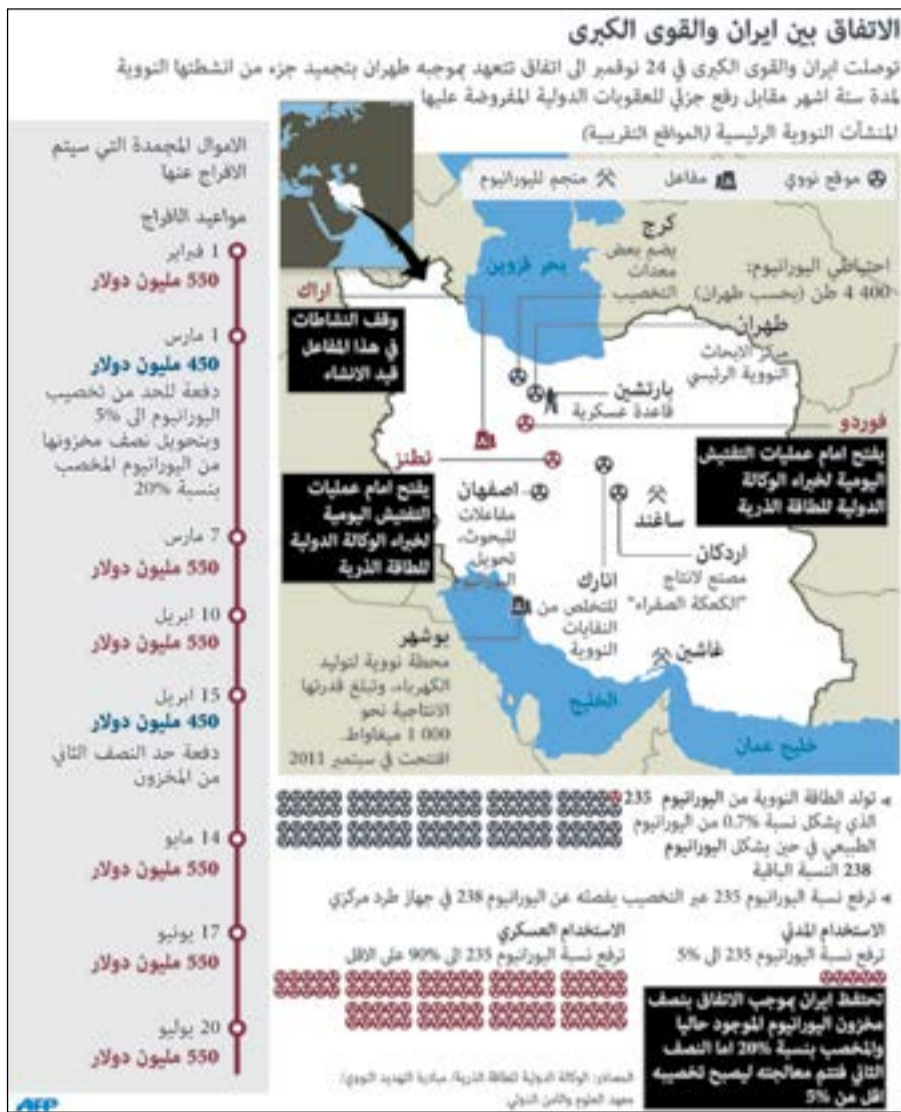 الاتفاق بين ايران والقوى الكبرى
توصلت ايران والقوى الكبرى في 24 نوفمبر الى اتفاق تتعهد بموجبه طهران بتجميد جزء من انشطتها النووية
لمدة ستة اشهر مقابل رفع جزئي للعقوبات الدولية المفروضة عليها
المنشآت النووية الرئيسية (المواقع التقريبية)
موقع نووي
مفاعل
منجم لليورانيوم
كرج
يضم بعض
معدات
التخصيب
بحر قزوين
احتياطي اليورانيوم:
4 400 طن (بحسب طهران)
طهران
مركز الابحاث
النووية الرئيسي
اراك
وقف النشاطات
في هذا المفاعل
قيد الانشاء
بارتشين
قاعدة عسكرية
فوردو
يفتح امام عمليات التفتيش
اليومية لخبراء الوكالة
الدولية للطاقة الذرية
نطنز
يفتح امام عمليات
التفتيش اليومية
لخبراء الوكالة الدولية
للطاقة الذرية
اصفهان
مفاعلات
للبحوث،
تحويل
اليورانيوم
ساغند
اردكان
مصنع لانتاج
"الكعكة الصفراء"
انارك
للتخلص من
النفايات
النووية
بوشهر
محطة نووية لتوليد
الكهرباء، وتبلغ قدرتها
الانتاجية نحو
1 000 ميغاواط.
افتتحت في سبتمبر 2011
غاشين
الخليج
خليج عمان
تولد الطاقة النووية من اليورانيوم 235
الذي يشكل نسبة 0.7% من اليورانيوم
الطبيعي في حين يشكل اليورانيوم
238 النسبة الباقية
ترفع نسبة اليورانيوم 235 عبر التخصيب بفصله عن اليورانيوم 238 في جهاز طرد مركزي
الاستخدام المدني
ترفع نسبة اليورانيوم 235 الى 5%
الاستخدام العسكري
ترفع نسبة اليورانيوم 235 الى 90% على الاقل
تحتفظ ايران بموجب الاتفاق بنصف
مخزون اليورانيوم الموجود حاليا
والمخصب بنسبة 20% اما النصف
الثاني فتتم معالجته ليصبح تخصيبه
اقل من 5%
المصادر: الوكالة الدولية للطاقة الذرية/ مبادرة التهديد النووي/
معهد العلوم والامن الدولي
الاموال المجمدة التي سيتم
الافراج عنها
مواعيد الافراج
1 فبراير
550 مليون دولار
1 مارس
450 مليون دولار
دفعة للحد من تخصيب
اليورانيوم الى 5%
وبتحويل نصف مخزونها
من اليورانيوم المخصب
بنسبة 20%
7 مارس
550 مليون دولار
10 ابريل
550 مليون دولار
15 ابريل
450 مليون دولار
دفعة حد النصف الثاني
من المخزون
14 مايو
550 مليون دولار
17 يونيو
550 مليون دولار
20 يوليو
550 مليون دولار
AFP